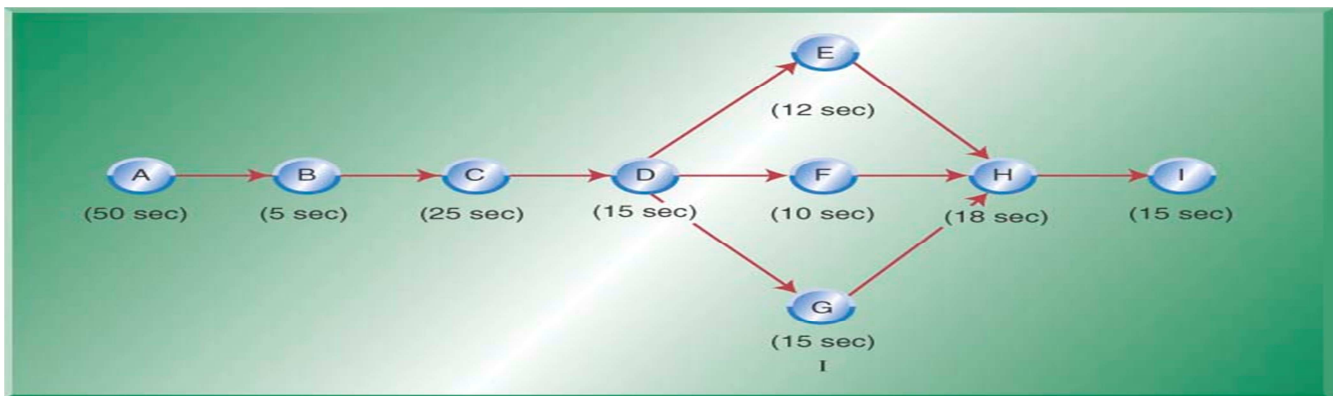 E
(12 sec)
A B C D F H I
(50 sec) (5 sec) (25 sec) (15 sec) (10 sec) (18 sec) (15 sec)
G
(15 sec)
I